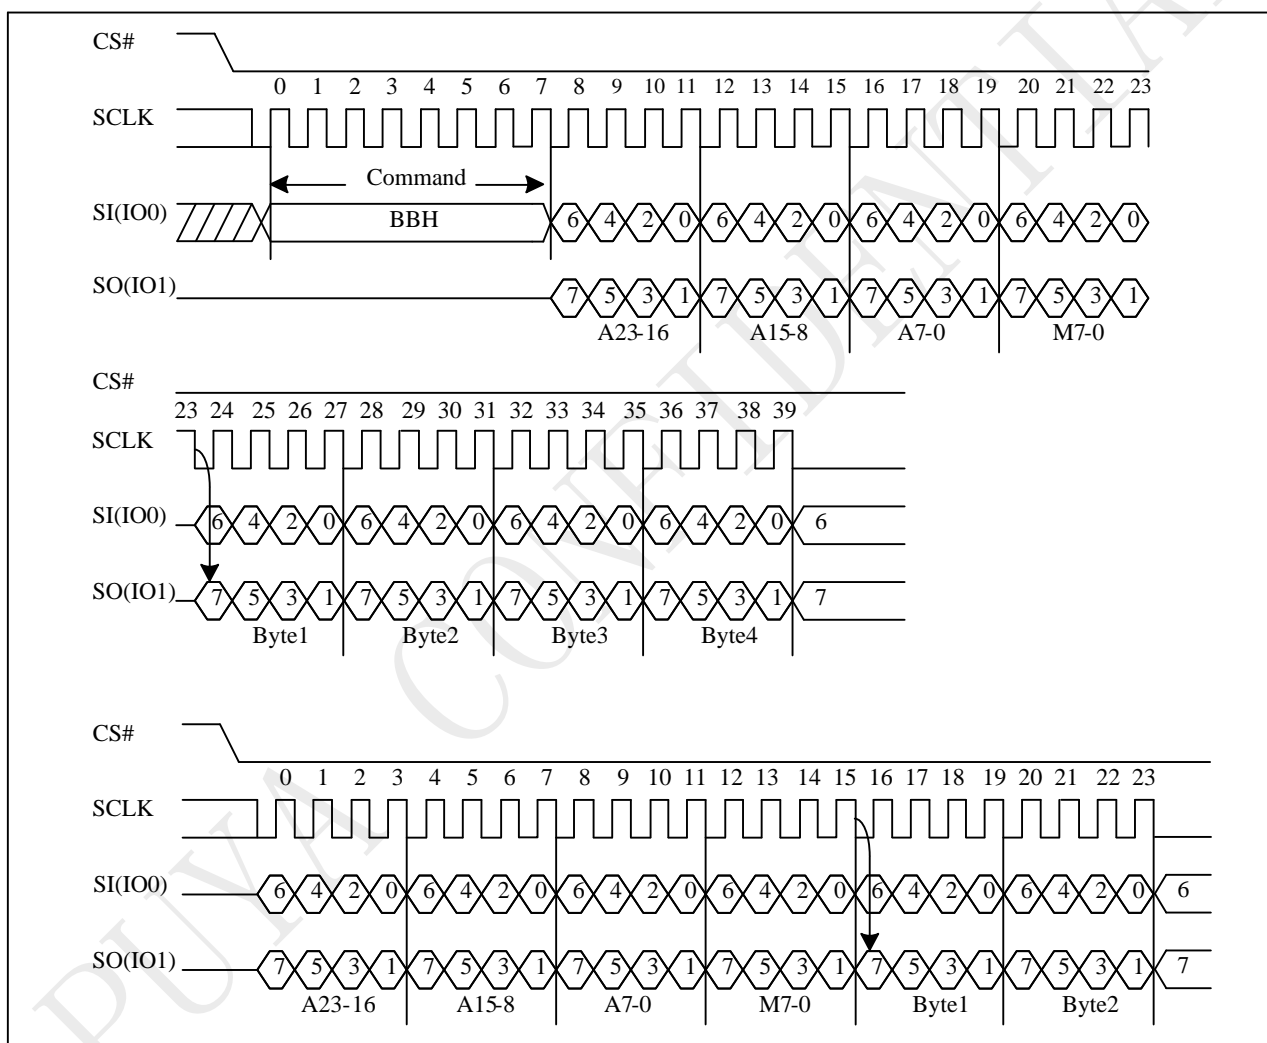 CS#
0 1 2 3 4 5 6 7 8 9 10 11 12 13 14 15 16 17 18 19 20 21 22 23
SCLK
Command
SI(IO0) BBH 6 4 2 0 6 4 2 0 6 4 2 0 6 4 2 0
SO(IO1) 7 5 3 1 7 5 3 1 7 5 3 1 7 5 3 1
A23-16 A15-8 A7-0 M7-0
CS#
23 24 25 26 27 28 29 30 31 32 33 34 35 36 37 38 39
SCLK
SI(IO0) 6 4 2 0 6 4 2 0 6 4 2 0 6 4 2 0 6
SO(IO1) 7 5 3 1 7 5 3 1 7 5 3 1 7 5 3 1 7
Byte1 Byte2 Byte3 Byte4
CS#
0 1 2 3 4 5 6 7 8 9 10 11 12 13 14 15 16 17 18 19 20 21 22 23
SCLK
SI(IO0) 6 4 2 0 6 4 2 0 6 4 2 0 6 4 2 0 6 4 2 0 6 4 2 0 6
SO(IO1) 7 5 3 1 7 5 3 1 7 5 3 1 7 5 3 1 7 5 3 1 7 5 3 1 7
A23-16 A15-8 A7-0 M7-0 Byte1 Byte2
PUYA CONFIDENTIA